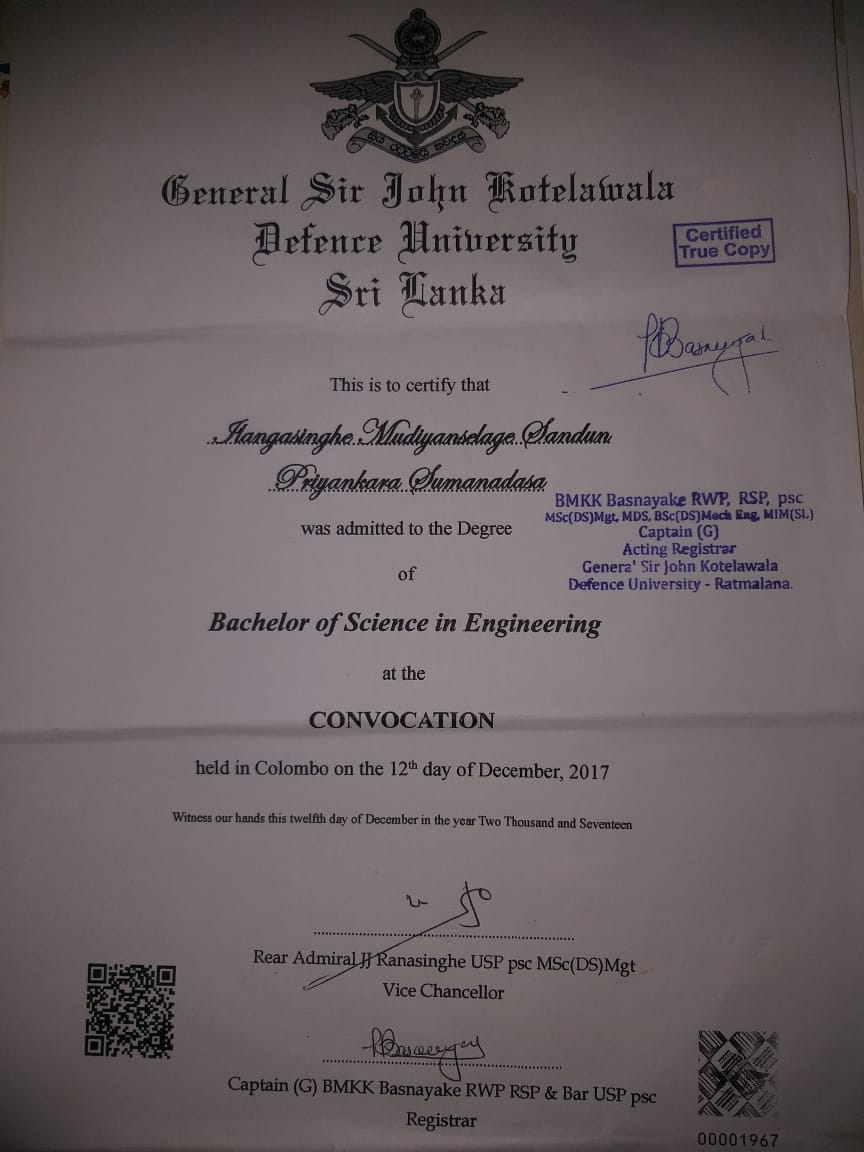 General Sir John Kotelawala
Defence University
Sri Lanka
Certified
True Copy
This is to certify that
Hangasinghe Mudiyanselage Sandun
Priyankara Sumanadasa
BMKK Basnayake RWP, RSP, psc
MSc(DS)Mgt, MDS, BSc(DS)Mech Eng, MIM(SL)
Captain (G)
Acting Registrar
Genera' Sir John Kotelawala
Defence University - Ratmalana.
was admitted to the Degree
of
Bachelor of Science in Engineering
at the
CONVOCATION
held in Colombo on the 12th day of December, 2017
Witness our hands this twelfth day of December in the year Two Thousand and Seventeen
Rear Admiral JJ Ranasinghe USP psc MSc(DS)Mgt
Vice Chancellor
Captain (G) BMKK Basnayake RWP RSP & Bar USP psc
Registrar
00001967